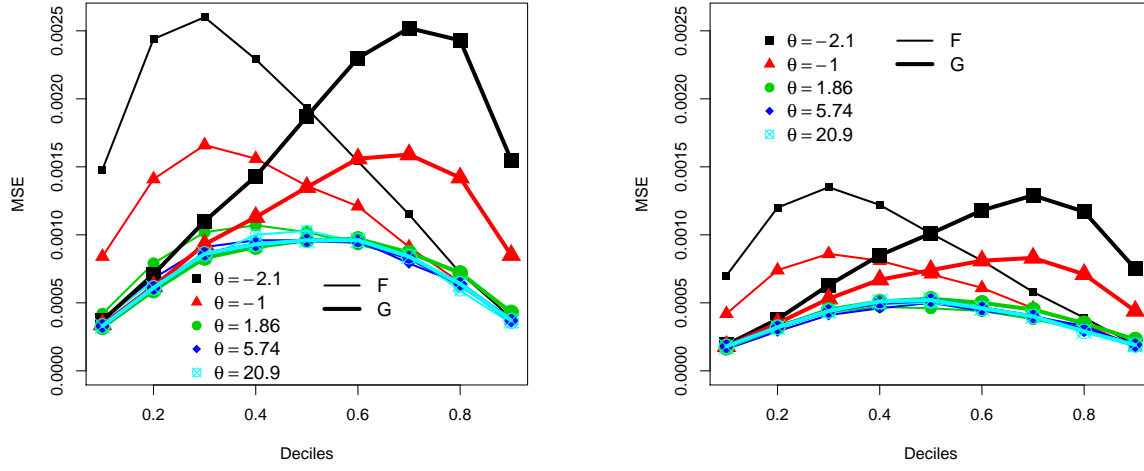 MSE
0.0025
0.0020
0.0015
0.0010
0.0005
0.0000
θ = −2.1
θ = −1
θ = 1.86
θ = 5.74
θ = 20.9
F
G
0.2 0.4 0.6 0.8
Deciles
MSE
0.0025
0.0020
0.0015
0.0010
0.0005
0.0000
θ = −2.1
θ = −1
θ = 1.86
θ = 5.74
θ = 20.9
F
G
0.2 0.4 0.6 0.8
Deciles